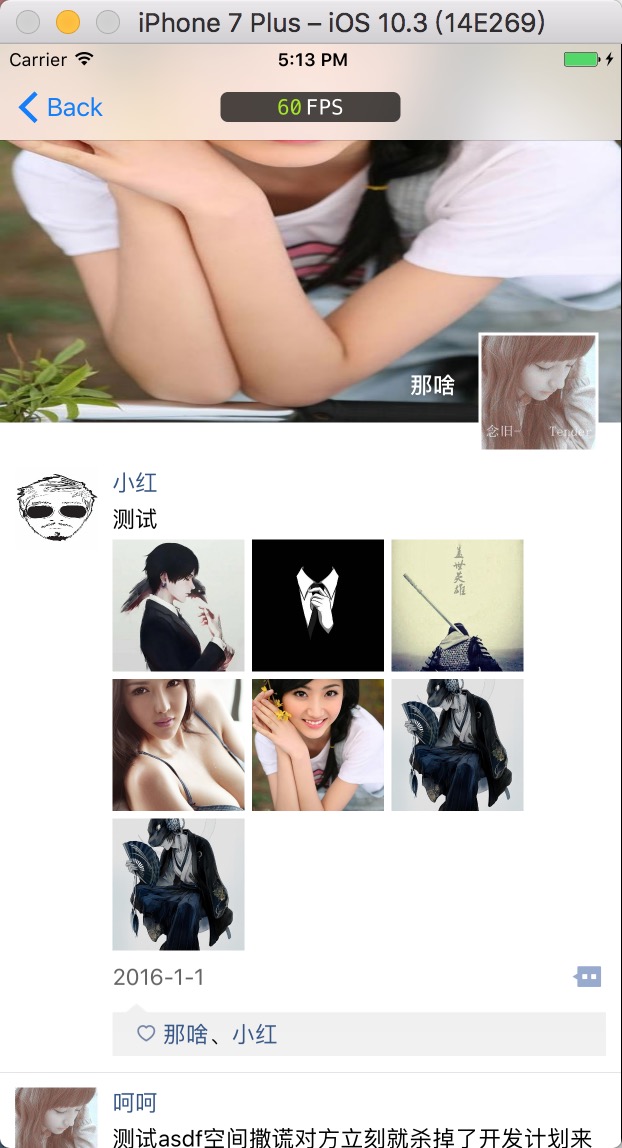 iPhone 7 Plus – iOS 10.3 (14E269)
Carrier 5:13 PM
Back 60 FPS
那啥
念旧- Tender
小红
测试
盖世英雄
2016-1-1
那啥、小红
呵呵
测试asdf空间撒谎对方立刻就杀掉了开发计划来